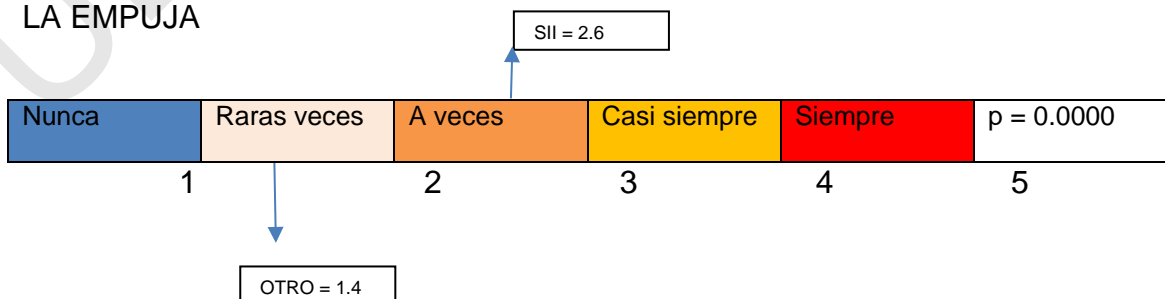 LA EMPUJA
SII = 2.6
Nunca Raras veces A veces Casi siempre Siempre p = 0.0000
1 2 3 4 5
OTRO = 1.4